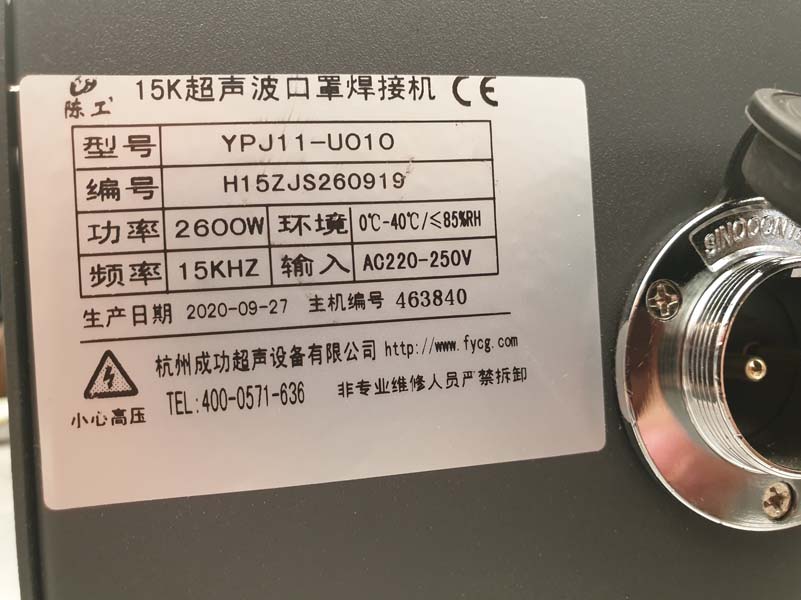 陈工 15K超声波口罩焊接机 CE
型号 YPJ11-U010
编号 H15ZJS260919
功率 2600W 环境 0℃-40℃/≤85%RH
频率 15KHZ 输入 AC220-250V
生产日期 2020-09-27 主机编号 463840
杭州成功超声设备有限公司 http://www.fycg.com
小心高压 TEL:400-0571-636 非专业维修人员严禁拆卸